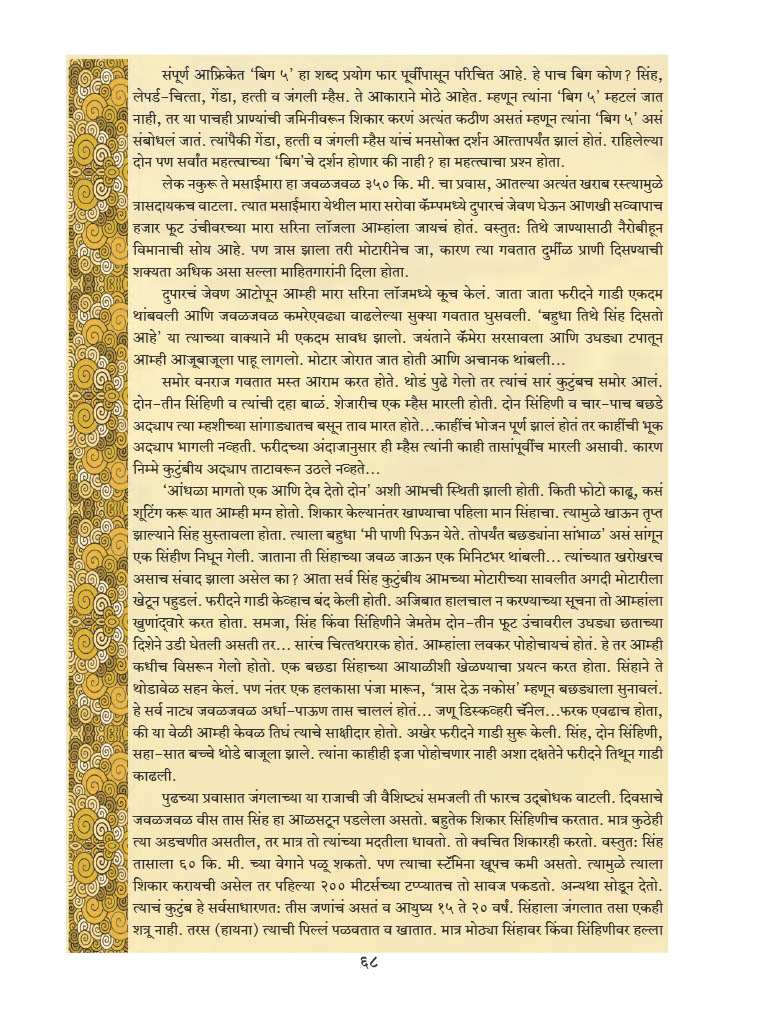 संपूर्ण आफ्रिकेत ‘बिग ५’ हा शब्द प्रयोग फार पूर्वीपासून परिचित आहे. हे पाच बिग कोण? सिंह,
लेपर्ड-चित्ता, गेंडा, हत्ती व जंगली म्हैस. ते आकाराने मोठे आहेत. म्हणून त्यांना ‘बिग ५’ म्हटलं जात
नाही, तर या पाचही प्राण्यांची जमिनीवरून शिकार करणं अत्यंत कठीण असतं म्हणून त्यांना ‘बिग ५’ असं
संबोधलं जातं. त्यांपैकी गेंडा, हत्ती व जंगली म्हैस यांचं मनसोक्त दर्शन आत्तापर्यंत झालं होतं. राहिलेल्या
दोन पण सर्वांत महत्त्वाच्या ‘बिग’चे दर्शन होणार की नाही? हा महत्त्वाचा प्रश्न होता.
लेक नकुरू ते मसाईमारा हा जवळजवळ ३५० कि. मी. चा प्रवास, आतल्या अत्यंत खराब रस्त्यामुळे
त्रासदायकच वाटला. त्यात मसाईमारा येथील मारा सरोवा कॅम्पमध्ये दुपारचं जेवण घेऊन आणखी सव्वापाच
हजार फूट उंचीवरच्या मारा सरिना लॉजला आम्हांला जायचं होतं. वस्तुत: तिथे जाण्यासाठी नैरोबीहून
विमानाची सोय आहे. पण त्रास झाला तरी मोटारीनेच जा, कारण त्या गवतात दुर्मीळ प्राणी दिसण्याची
शक्यता अधिक असा सल्ला माहितगारांनी दिला होता.
दुपारचं जेवण आटोपून आम्ही मारा सरिना लॉजमध्ये कूच केलं. जाता जाता फरीदने गाडी एकदम
थांबवली आणि जवळजवळ कमरेएवढ्या वाढलेल्या सुक्या गवतात घुसवली. ‘बहुधा तिथे सिंह दिसतो
आहे’ या त्याच्या वाक्याने मी एकदम सावध झालो. जयंताने कॅमेरा सरसावला आणि उघड्या टपातून
आम्ही आजूबाजूला पाहू लागलो. मोटार जोरात जात होती आणि अचानक थांबली...
समोर वनराज गवतात मस्त आराम करत होते. थोडं पुढे गेलो तर त्यांचं सारं कुटुंबच समोर आलं.
दोन-तीन सिंहिणी व त्यांची दहा बाळं. शेजारीच एक म्हैस मारली होती. दोन सिंहिणी व चार-पाच बछडे
अद्याप त्या म्हशीच्या सांगाड्यातच बसून ताव मारत होते...काहींचं भोजन पूर्ण झालं होतं तर काहींची भूक
अद्याप भागली नव्हती. फरीदच्या अंदाजानुसार ही म्हैस त्यांनी काही तासांपूर्वीच मारली असावी. कारण
निम्मे कुटुंबीय अद्याप ताटावरून उठले नव्हते...
‘आंधळा मागतो एक आणि देव देतो दोन’ अशी आमची स्थिती झाली होती. किती फोटो काढू, कसं
शूटिंग करू यात आम्ही मग्न होतो. शिकार केल्यानंतर खाण्याचा पहिला मान सिंहाचा. त्यामुळे खाऊन तृप्त
झाल्याने सिंह सुस्तावला होता. त्याला बहुधा ‘मी पाणी पिऊन येते. तोपर्यंत बछड्यांना सांभाळ’ असं सांगून
एक सिंहीण निघून गेली. जाताना ती सिंहाच्या जवळ जाऊन एक मिनिटभर थांबली... त्यांच्यात खरोखरच
असाच संवाद झाला असेल का? आता सर्व सिंह कुटुंबीय आमच्या मोटारीच्या सावलीत अगदी मोटारीला
खेटून पहुडलं. फरीदने गाडी केव्हाच बंद केली होती. अजिबात हालचाल न करण्याच्या सूचना तो आम्हांला
खुणांद्वारे करत होता. समजा, सिंह किंवा सिंहिणीने जेमतेम दोन-तीन फूट उंचावरील उघड्या छताच्या
दिशेने उडी घेतली असती तर... सारंच चित्तथरारक होतं. आम्हांला लवकर पोहोचायचं होतं. हे तर आम्ही
कधीच विसरून गेलो होतो. एक बछडा सिंहाच्या आयाळीशी खेळण्याचा प्रयत्न करत होता. सिंहाने ते
थोडावेळ सहन केलं. पण नंतर एक हलकासा पंजा मारून, ‘त्रास देऊ नकोस’ म्हणून बछड्याला सुनावलं.
हे सर्व नाट्य जवळजवळ अर्धा-पाऊण तास चाललं होतं... जणू डिस्कव्हरी चॅनेल...फरक एवढाच होता,
की या वेळी आम्ही केवळ तिघं त्याचे साक्षीदार होतो. अखेर फरीदने गाडी सुरू केली. सिंह, दोन सिंहिणी,
सहा-सात बच्चे थोडे बाजूला झाले. त्यांना काहीही इजा पोहोचणार नाही अशा दक्षतेने फरीदने तिथून गाडी
काढली.
पुढच्या प्रवासात जंगलाच्या या राजाची जी वैशिष्ट्यं समजली ती फारच उद्बोधक वाटली. दिवसाचे
जवळजवळ वीस तास सिंह हा आळसटून पडलेला असतो. बहुतेक शिकार सिंहिणीच करतात. मात्र कुठेही
त्या अडचणीत असतील, तर मात्र तो त्यांच्या मदतीला धावतो. तो क्वचित शिकारही करतो. वस्तुत: सिंह
तासाला ६० कि. मी. च्या वेगाने पळू शकतो. पण त्याचा स्टॅमिना खूपच कमी असतो. त्यामुळे त्याला
शिकार करायची असेल तर पहिल्या २०० मीटर्सच्या टप्प्यातच तो सावज पकडतो. अन्यथा सोडून देतो.
त्याचं कुटुंब हे सर्वसाधारणत: तीस जणांचं असतं व आयुष्य १५ ते २० वर्षं. सिंहाला जंगलात तसा एकही
शत्रू नाही. तरस (हायना) त्याची पिल्लं पळवतात व खातात. मात्र मोठ्या सिंहावर किंवा सिंहिणीवर हल्ला
६८